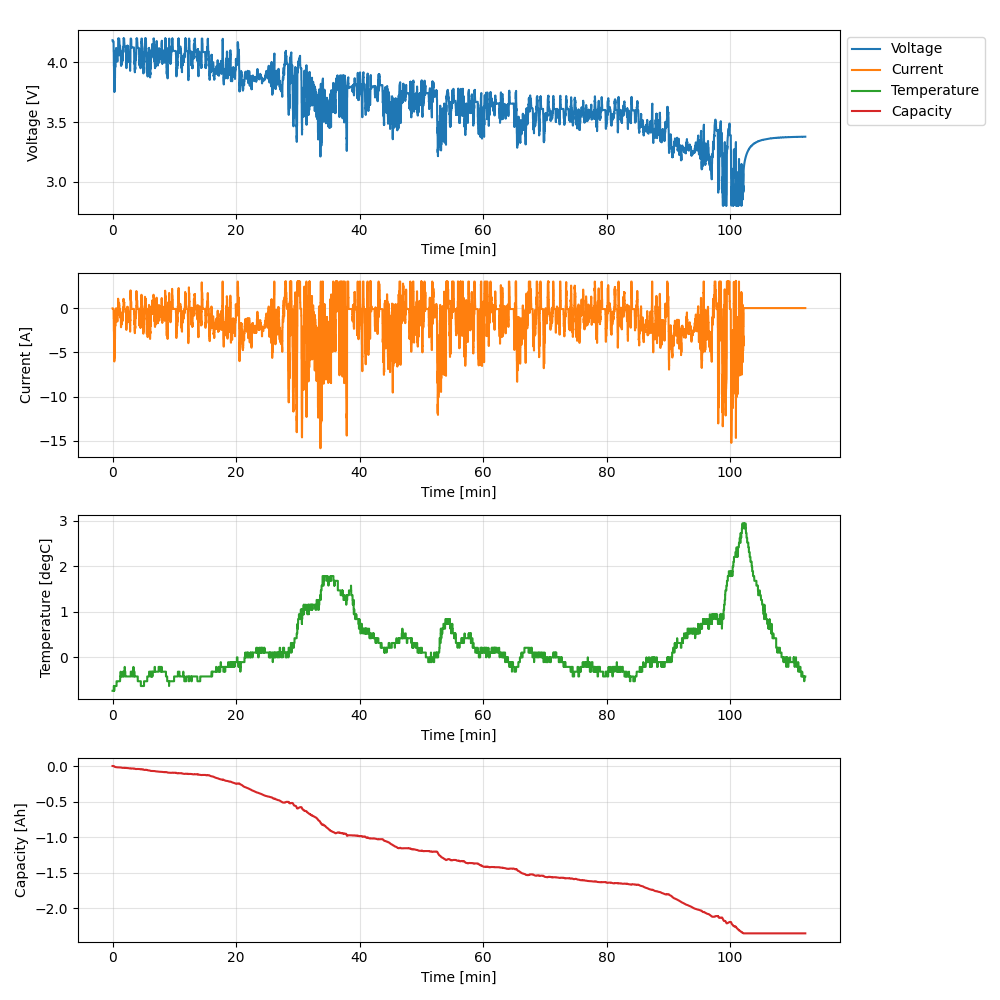 Voltage
Current
Temperature
Capacity
4.0
3.5
3.0
Voltage [V]
0 20 40 60 80 100
Time [min]
0
−5
−10
−15
Current [A]
0 20 40 60 80 100
Time [min]
3
2
1
0
Temperature [degC]
0 20 40 60 80 100
Time [min]
0.0
−0.5
−1.0
−1.5
−2.0
Capacity [Ah]
0 20 40 60 80 100
Time [min]